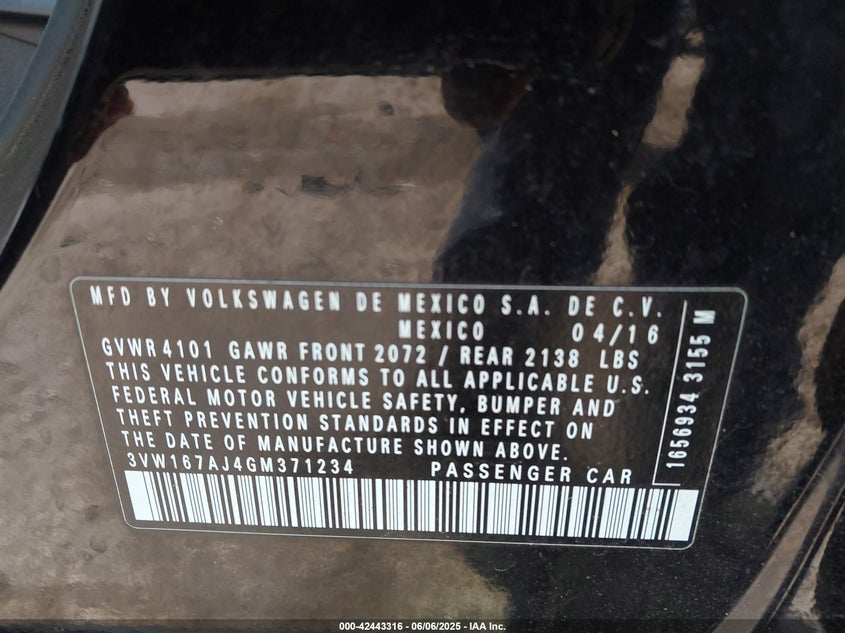 MFD BY VOLKSWAGEN DE MEXICO S.A. DE C.V.
MEXICO 04/16
GVWR 4101 GAWR FRONT 2072 / REAR 2138 LBS
THIS VEHICLE CONFORMS TO ALL APPLICABLE U.S.
FEDERAL MOTOR VEHICLE SAFETY, BUMPER AND
THEFT PREVENTION STANDARDS IN EFFECT ON
THE DATE OF MANUFACTURE SHOWN ABOVE.
3VW167AJ4GM371234 PASSENGER CAR
1656934 3155 M
000-42443316 - 06/06/2025 - IAA Inc.